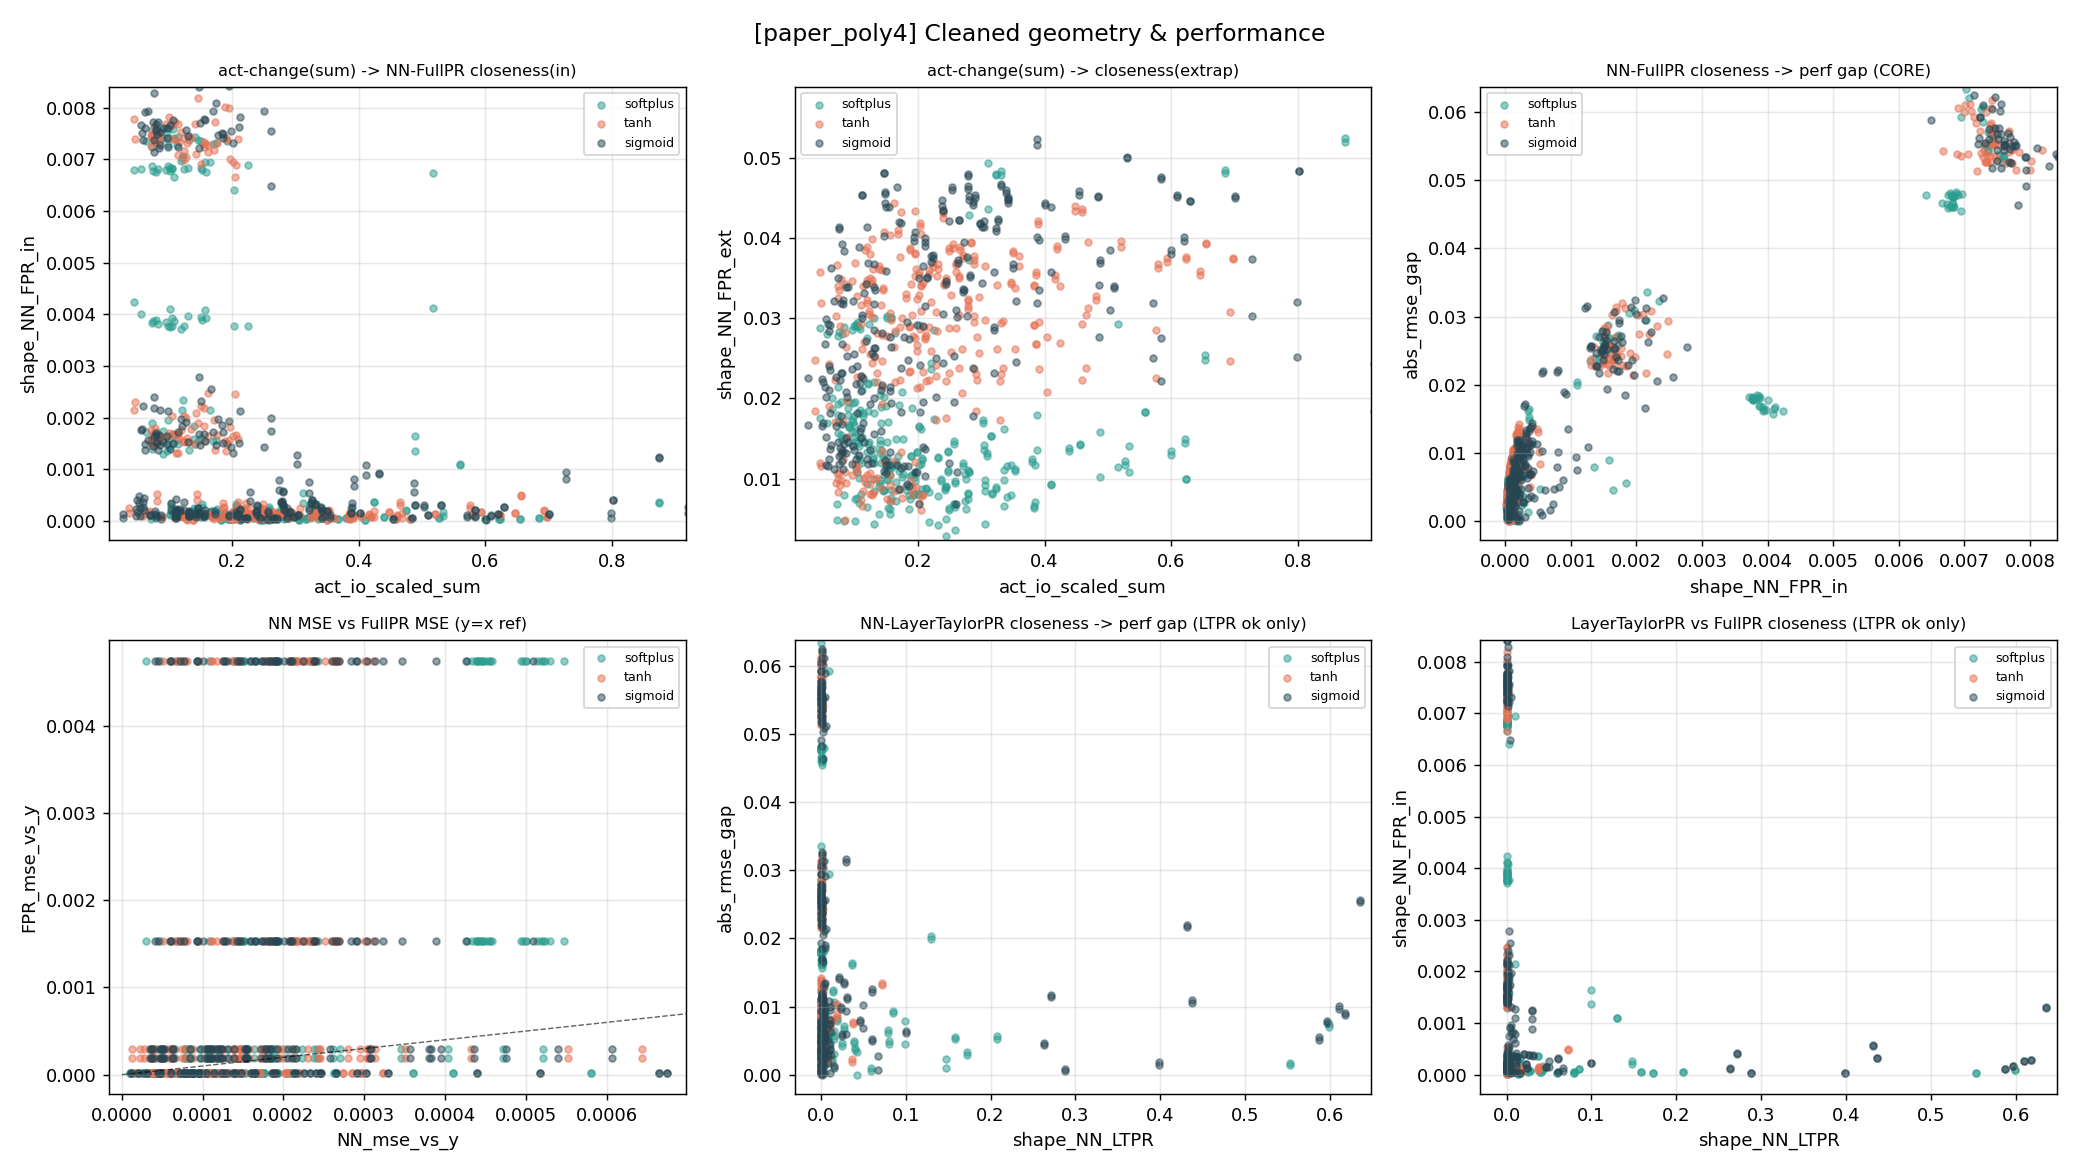 [paper_poly4] Cleaned geometry & performance
act-change(sum) -> NN-FullPR closeness(in)
shape_NN_FPR_in
0.008
0.007
0.006
0.005
0.004
0.003
0.002
0.001
0.000
softplus
tanh
sigmoid
0.2 0.4 0.6 0.8
act_io_scaled_sum
act-change(sum) -> closeness(extrap)
shape_NN_FPR_ext
0.05
0.04
0.03
0.02
0.01
softplus
tanh
sigmoid
0.2 0.4 0.6 0.8
act_io_scaled_sum
NN-FullPR closeness -> perf gap (CORE)
abs_rmse_gap
0.06
0.05
0.04
0.03
0.02
0.01
0.00
softplus
tanh
sigmoid
0.000 0.001 0.002 0.003 0.004 0.005 0.006 0.007 0.008
shape_NN_FPR_in
NN MSE vs FullPR MSE (y=x ref)
FPR_mse_vs_y
0.004
0.003
0.002
0.001
0.000
softplus
tanh
sigmoid
0.0000 0.0001 0.0002 0.0003 0.0004 0.0005 0.0006
NN_mse_vs_y
NN-LayerTaylorPR closeness -> perf gap (LTPR ok only)
abs_rmse_gap
0.06
0.05
0.04
0.03
0.02
0.01
0.00
softplus
tanh
sigmoid
0.0 0.1 0.2 0.3 0.4 0.5 0.6
shape_NN_LTPR
LayerTaylorPR vs FullPR closeness (LTPR ok only)
shape_NN_FPR_in
0.008
0.007
0.006
0.005
0.004
0.003
0.002
0.001
0.000
softplus
tanh
sigmoid
0.0 0.1 0.2 0.3 0.4 0.5 0.6
shape_NN_LTPR